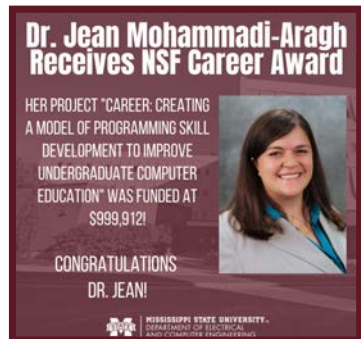 Dr. Jean Mohammadi-Aragh
Receives NSF Career Award
HER PROJECT "CAREER: CREATING
A MODEL OF PROGRAMMING SKILL
DEVELOPMENT TO IMPROVE
UNDERGRADUATE COMPUTER
EDUCATION" WAS FUNDED AT
$999,912!
CONGRATULATIONS
DR. JEAN!
STATE
MISSISSIPPI STATE UNIVERSITY™
DEPARTMENT OF ELECTRICAL
AND COMPUTER ENGINEERING